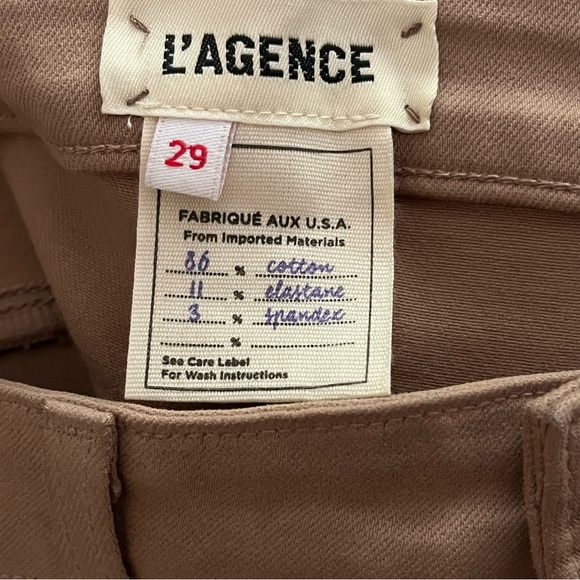 L'AGENCE
29
FABRIQUÉ AUX U.S.A.
From Imported Materials
86 % cotton
11 % elastane
3 % spandex
%
See Care Label
For Wash Instructions